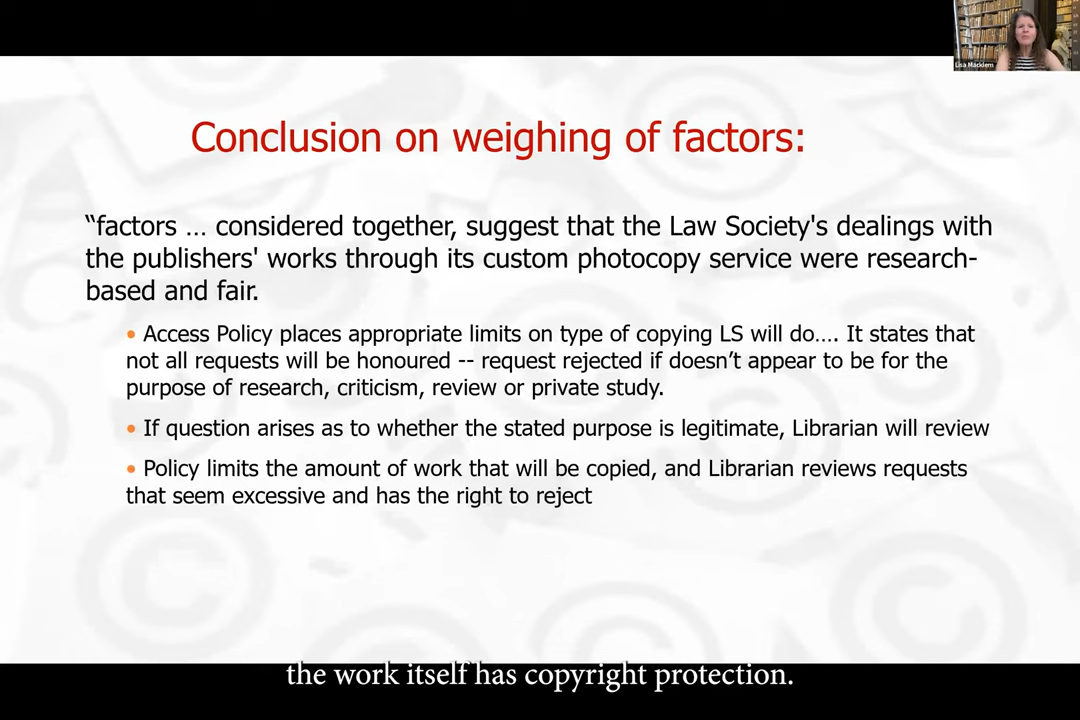 Lisa Macklem
Conclusion on weighing of factors:
“factors … considered together, suggest that the Law Society's dealings with
the publishers' works through its custom photocopy service were research-
based and fair.
• Access Policy places appropriate limits on type of copying LS will do…. It states that
not all requests will be honoured -- request rejected if doesn’t appear to be for the
purpose of research, criticism, review or private study.
• If question arises as to whether the stated purpose is legitimate, Librarian will review
• Policy limits the amount of work that will be copied, and Librarian reviews requests
that seem excessive and has the right to reject
the work itself has copyright protection.